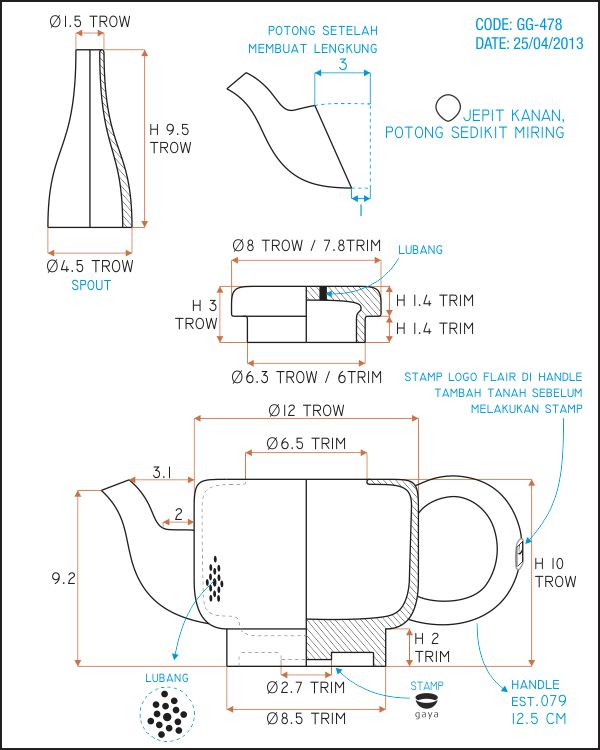 Ø1.5 TROW
POTONG SETELAH
MEMBUAT LENGKUNG
CODE: GG-478
DATE: 25/04/2013
3
H 9.5
TROW
JEPIT KANAN,
POTONG SEDIKIT MIRING
1
Ø4.5 TROW
SPOUT
Ø8 TROW / 7.8TRIM
LUBANG
H 3
TROW
H 1.4 TRIM
H 1.4 TRIM
Ø6.3 TROW / 6TRIM
STAMP LOGO FLAIR DI HANDLE
TAMBAH TANAH SEBELUM
MELAKUKAN STAMP
Ø12 TROW
Ø6.5 TRIM
3.1
2
9.2
H 10
TROW
H 2
TRIM
LUBANG
Ø2.7 TRIM
STAMP
gaya
Ø8.5 TRIM
HANDLE
EST.079
12.5 CM